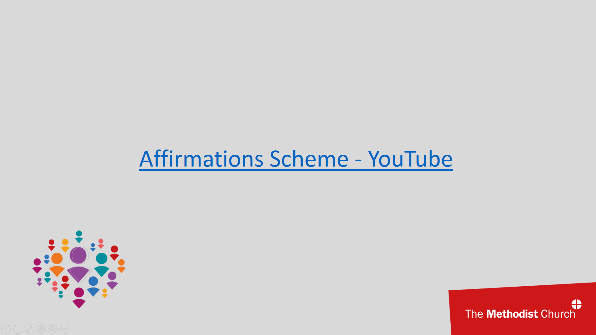 Affirmations Scheme - YouTube
The Methodist Church